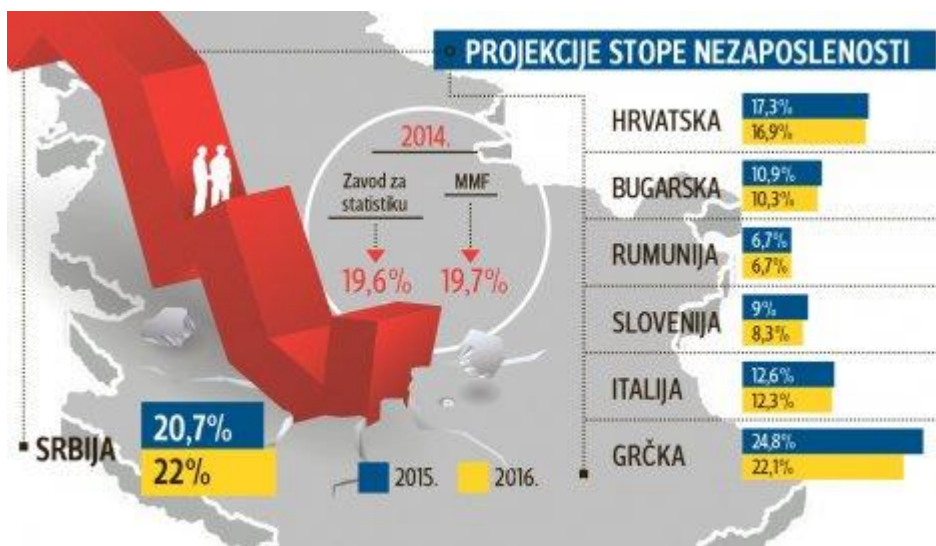 PROJEKCIJE STOPE NEZAPOSLENOSTI
2014.
Zavod za
statistiku
19,6%
MMF
19,7%
HRVATSKA
17,3%
16,9%
BUGARSKA
10,9%
10,3%
RUMUNIJA
6,7%
6,7%
SLOVENIJA
9%
8,3%
ITALIJA
12,6%
12,3%
GRČKA
24,8%
22,1%
SRBIJA
20,7%
22%
2015.
2016.